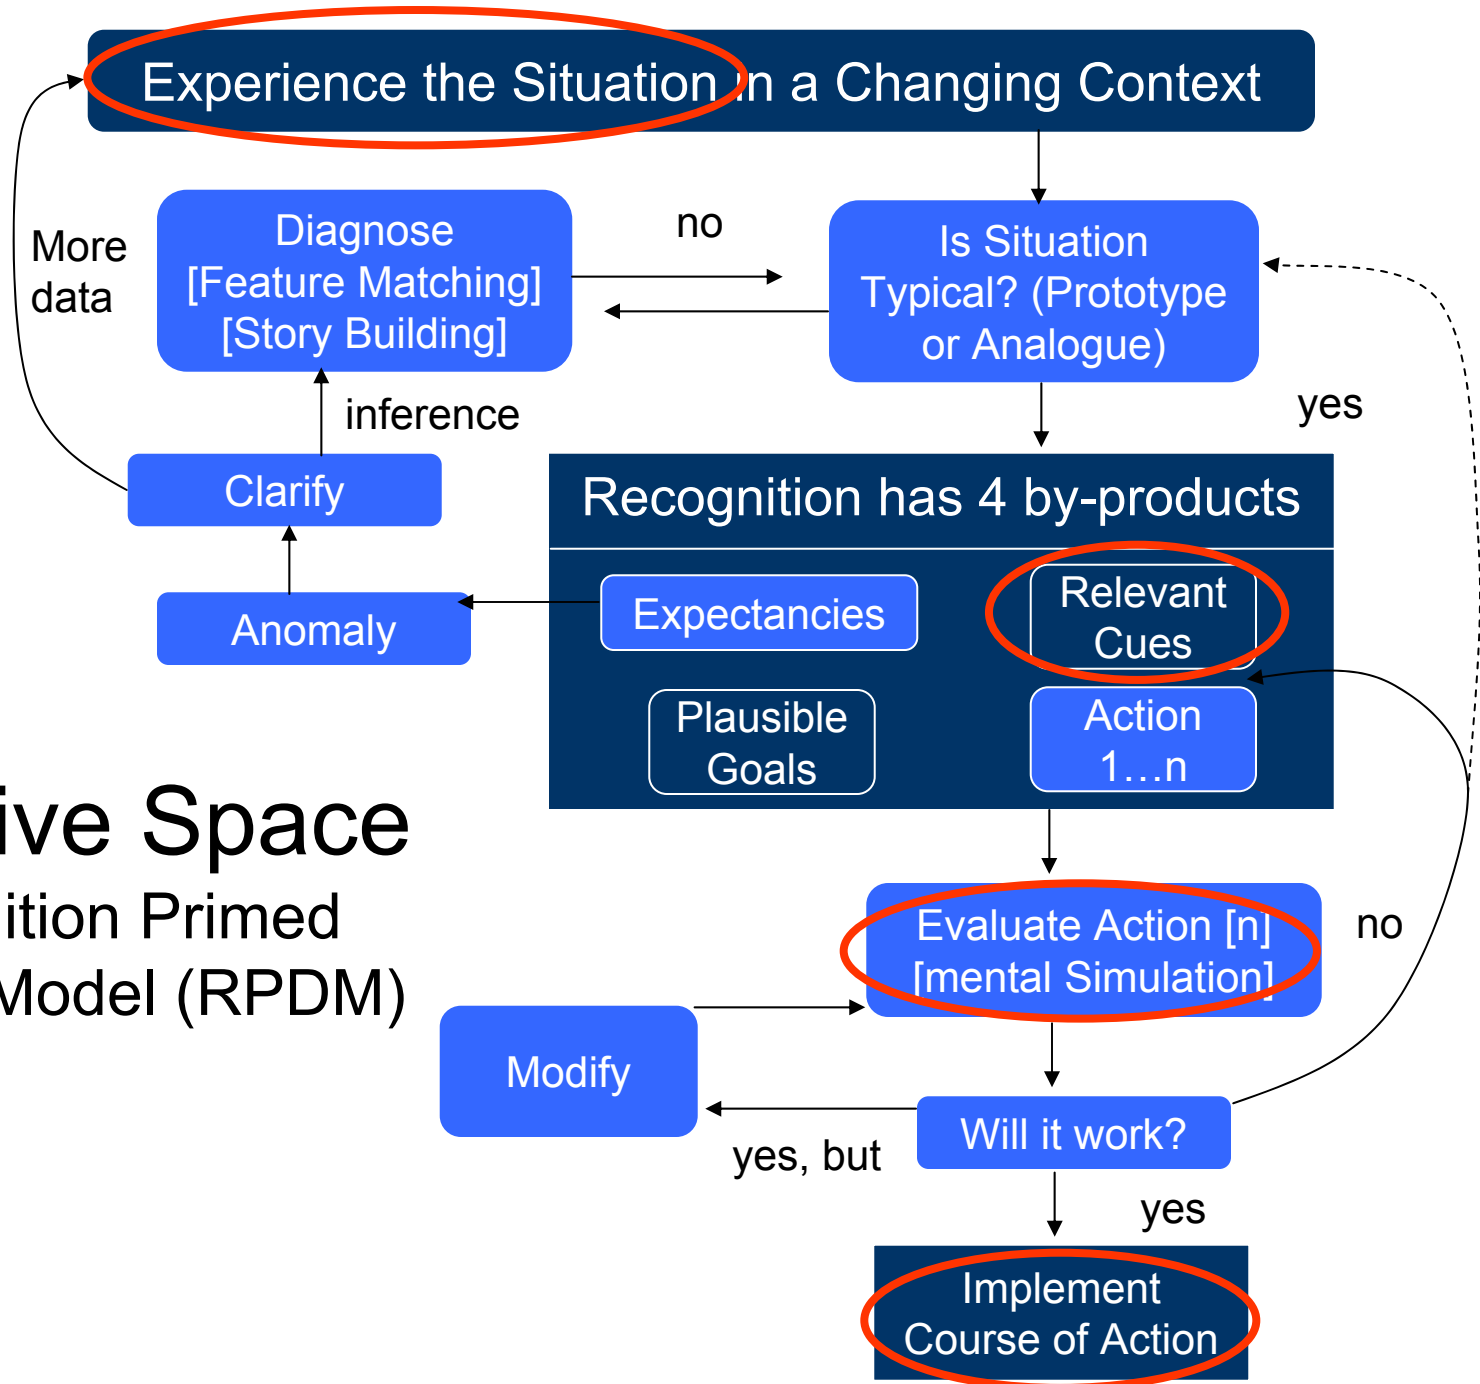 Experience the Situation in a Changing Context
More
data
Diagnose
[Feature Matching]
[Story Building]
no
Is Situation
Typical? (Prototype
or Analogue)
inference
yes
Clarify
Recognition has 4 by-products
Anomaly
Expectancies
Relevant
Cues
Plausible
Goals
Action
1…n
ive Space
ition Primed
Model (RPDM)
Evaluate Action [n]
[mental Simulation]
no
Modify
Will it work?
yes, but
yes
Implement
Course of Action